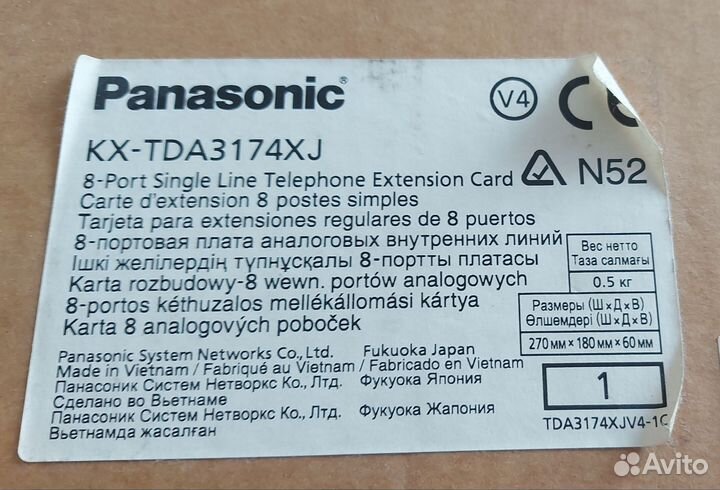 Panasonic®
V4
CE
KX-TDA3174XJ
8-Port Single Line Telephone Extension Card
N52
Carte d'extension 8 postes simples
Tarjeta para extensiones regulares de 8 puertos
8-портовая плата аналоговых внутренних линий
Ішкі желілердің түпнұсқалы 8-портты платасы
Karta rozbudowy-8 wewn. portów analogowych
8-portos kéthuzalos mellékállomási kártya
Karta 8 analogových poboček
Вес нетто
Таза салмағы
0.5 кг
Размеры (Ш×Д×В)
Өлшемдері (Ш×Д×В)
270 мм × 180 мм × 60 мм
Panasonic System Networks Co., Ltd. Fukuoka Japan
Made in Vietnam / Fabriqué au Vietnam / Fabricado en Vietnam
Панасоник Систем Нетворкс Ко., Лтд. Фукуока Япония
Сделано во Вьетнаме
Панасоник Систем Нетворкс Ко., Лтд. Фукуока Жапония
Вьетнамда жасалған
1
TDA3174XJV4-1C
Avito